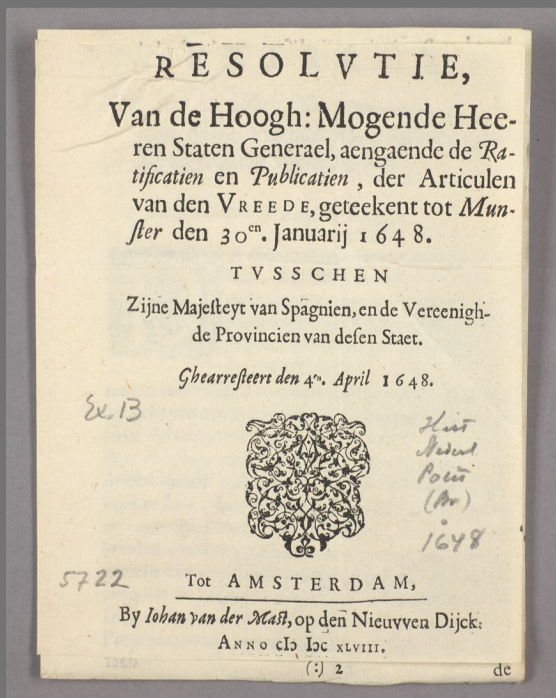 RESOLVTIE,
Van de Hoogh: Mogende Hee-
ren Staten Generael, aengaende de Ra-
tificatien en Publicatien, der Articulen
van den VREEDE, geteekent tot Mun-
ster den 30en. Januarij 1648.
TVSSCHEN
Zijne Majesteyt van Spagnien, en de Vereenigh-
de Provincien van desen Staet.
Ghearresteert den 4en. April 1648.
Ex. 13
Hist
Nederl
(Br)
1648
5722
Tot AMSTERDAM,
By Iohan van der Mast, op den Nieuvven Dijck:
ANNO cIɔ Iɔc XLVIII.
(:) 2
de